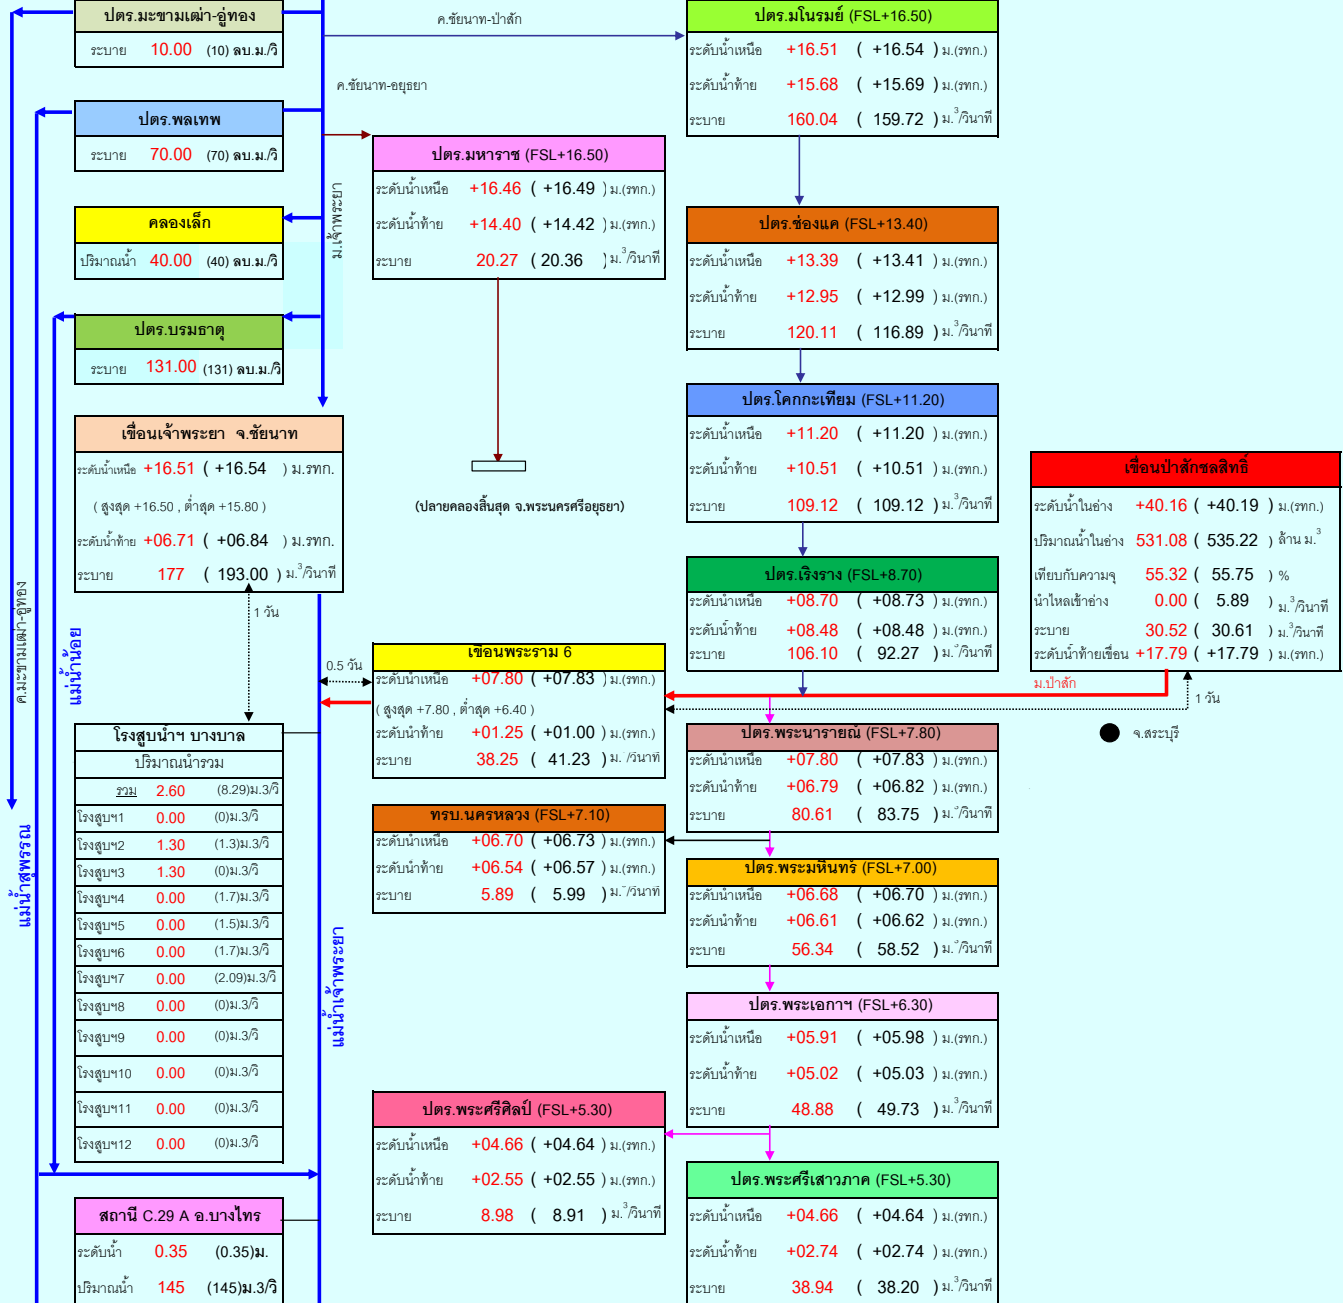 ปตร.มะขามเฒ่า-อู่ทอง
ระบาย 10.00 (10) ลบ.ม./วิ
ค.ชัยนาท-ป่าสัก
ปตร.มโนรมย์ (FSL+16.50)
ระดับน้ำเหนือ +16.51 ( +16.54 ) ม.(รทก.)
ระดับน้ำท้าย +15.68 ( +15.69 ) ม.(รทก.)
ระบาย 160.04 ( 159.72 ) ม.³/วินาที
ค.ชัยนาท-อยุธยา
ปตร.พลเทพ
ระบาย 70.00 (70) ลบ.ม./วิ
ปตร.มหาราช (FSL+16.50)
ระดับน้ำเหนือ +16.46 ( +16.49 ) ม.(รทก.)
ระดับน้ำท้าย +14.40 ( +14.42 ) ม.(รทก.)
ระบาย 20.27 ( 20.36 ) ม.³/วินาที
ม.เจ้าพระยา
คลองเล็ก
ปริมาณน้ำ 40.00 (40) ลบ.ม./วิ
ปตร.ช่องแค (FSL+13.40)
ระดับน้ำเหนือ +13.39 ( +13.41 ) ม.(รทก.)
ระดับน้ำท้าย +12.95 ( +12.99 ) ม.(รทก.)
ระบาย 120.11 ( 116.89 ) ม.³/วินาที
ปตร.บรมธาตุ
ระบาย 131.00 (131) ลบ.ม./วิ
ปตร.โคกกะเทียม (FSL+11.20)
ระดับน้ำเหนือ +11.20 ( +11.20 ) ม.(รทก.)
ระดับน้ำท้าย +10.51 ( +10.51 ) ม.(รทก.)
ระบาย 109.12 ( 109.12 ) ม.³/วินาที
เขื่อนเจ้าพระยา จ.ชัยนาท
ระดับน้ำเหนือ +16.51 ( +16.54 ) ม.รทก.
( สูงสุด +16.50 , ต่ำสุด +15.80 )
ระดับน้ำท้าย +06.71 ( +06.84 ) ม.รทก.
ระบาย 177 ( 193.00 ) ม.³/วินาที
(ปลายคลองสิ้นสุด จ.พระนครศรีอยุธยา)
เขื่อนป่าสักชลสิทธิ์
ระดับน้ำในอ่าง +40.16 ( +40.19 ) ม.(รทก.)
ปริมาณน้ำในอ่าง 531.08 ( 535.22 ) ล้าน ม.³
เทียบกับความจุ 55.32 ( 55.75 ) %
น้ำไหลเข้าอ่าง 0.00 ( 5.89 ) ม.³/วินาที
ระบาย 30.52 ( 30.61 ) ม.³/วินาที
ระดับน้ำท้ายเขื่อน +17.79 ( +17.79 ) ม.(รทก.)
ปตร.เริงราง (FSL+8.70)
ระดับน้ำเหนือ +08.70 ( +08.73 ) ม.(รทก.)
ระดับน้ำท้าย +08.48 ( +08.48 ) ม.(รทก.)
ระบาย 106.10 ( 92.27 ) ม.³/วินาที
1 วัน
ค.มะขามเฒ่า-อู่ทอง
แม่น้ำน้อย
0.5 วัน
เขื่อนพระราม 6
ระดับน้ำเหนือ +07.80 ( +07.83 ) ม.(รทก.)
( สูงสุด +7.80 , ต่ำสุด +6.40 )
ระดับน้ำท้าย +01.25 ( +01.00 ) ม.(รทก.)
ระบาย 38.25 ( 41.23 ) ม.³/วินาที
ม.ป่าสัก
1 วัน
จ.สระบุรี
ปตร.พระนารายณ์ (FSL+7.80)
ระดับน้ำเหนือ +07.80 ( +07.83 ) ม.(รทก.)
ระดับน้ำท้าย +06.79 ( +06.82 ) ม.(รทก.)
ระบาย 80.61 ( 83.75 ) ม.³/วินาที
โรงสูบน้ำฯ บางบาล
ปริมาณน้ำรวม
รวม 2.60 (8.29)ม.3/วิ
โรงสูบฯ1 0.00 (0)ม.3/วิ
โรงสูบฯ2 1.30 (1.3)ม.3/วิ
โรงสูบฯ3 1.30 (0)ม.3/วิ
โรงสูบฯ4 0.00 (1.7)ม.3/วิ
โรงสูบฯ5 0.00 (1.5)ม.3/วิ
โรงสูบฯ6 0.00 (1.7)ม.3/วิ
โรงสูบฯ7 0.00 (2.09)ม.3/วิ
โรงสูบฯ8 0.00 (0)ม.3/วิ
โรงสูบฯ9 0.00 (0)ม.3/วิ
โรงสูบฯ10 0.00 (0)ม.3/วิ
โรงสูบฯ11 0.00 (0)ม.3/วิ
โรงสูบฯ12 0.00 (0)ม.3/วิ
แม่น้ำสุพรรณ
แม่น้ำเจ้าพระยา
ทรบ.นครหลวง (FSL+7.10)
ระดับน้ำเหนือ +06.70 ( +06.73 ) ม.(รทก.)
ระดับน้ำท้าย +06.54 ( +06.57 ) ม.(รทก.)
ระบาย 5.89 ( 5.99 ) ม.³/วินาที
ปตร.พระมหินทร์ (FSL+7.00)
ระดับน้ำเหนือ +06.68 ( +06.70 ) ม.(รทก.)
ระดับน้ำท้าย +06.61 ( +06.62 ) ม.(รทก.)
ระบาย 56.34 ( 58.52 ) ม.³/วินาที
ปตร.พระเอกาฯ (FSL+6.30)
ระดับน้ำเหนือ +05.91 ( +05.98 ) ม.(รทก.)
ระดับน้ำท้าย +05.02 ( +05.03 ) ม.(รทก.)
ระบาย 48.88 ( 49.73 ) ม.³/วินาที
ปตร.พระศรีศิลป์ (FSL+5.30)
ระดับน้ำเหนือ +04.66 ( +04.64 ) ม.(รทก.)
ระดับน้ำท้าย +02.55 ( +02.55 ) ม.(รทก.)
ระบาย 8.98 ( 8.91 ) ม.³/วินาที
ปตร.พระศรีเสาวภาค (FSL+5.30)
ระดับน้ำเหนือ +04.66 ( +04.64 ) ม.(รทก.)
ระดับน้ำท้าย +02.74 ( +02.74 ) ม.(รทก.)
ระบาย 38.94 ( 38.20 ) ม.³/วินาที
สถานี C.29 A อ.บางไทร
ระดับน้ำ 0.35 (0.35)ม.
ปริมาณน้ำ 145 (145)ม.3/วิ